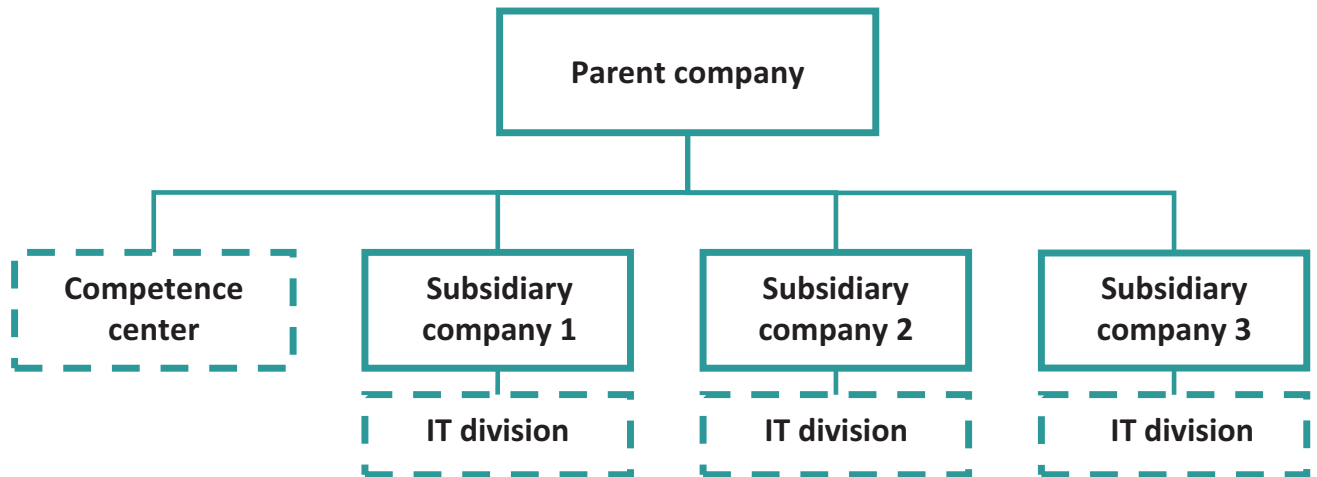 Parent company
Competence
center
Subsidiary
company 1
Subsidiary
company 2
Subsidiary
company 3
IT division
IT division
IT division